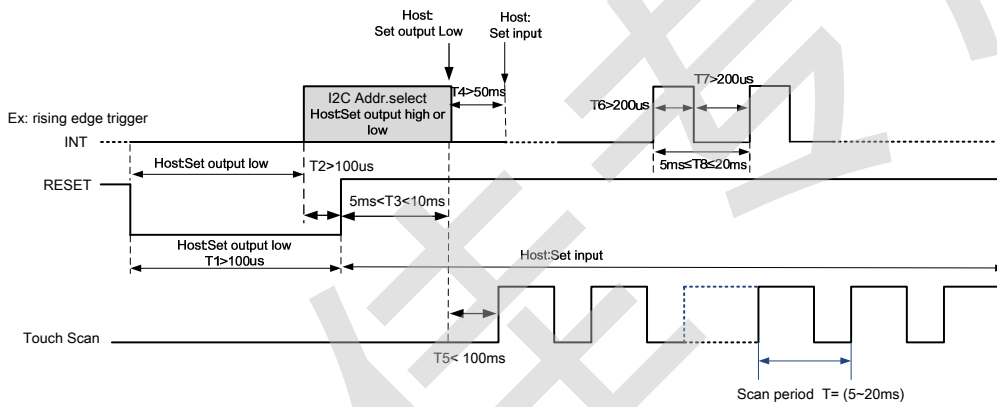 Host:
Set output Low
Host:
Set input
I2C Addr.select
Host:Set output high or
low
T4>50ms
T7>200us
T6>200us
Ex: rising edge trigger
INT
Host:Set output low
T2>100us
5ms≤T8≤20ms
RESET
5ms<T3<10ms
Host:Set output low
T1>100us
Host:Set input
Touch Scan
T5< 100ms
Scan period T= (5~20ms)